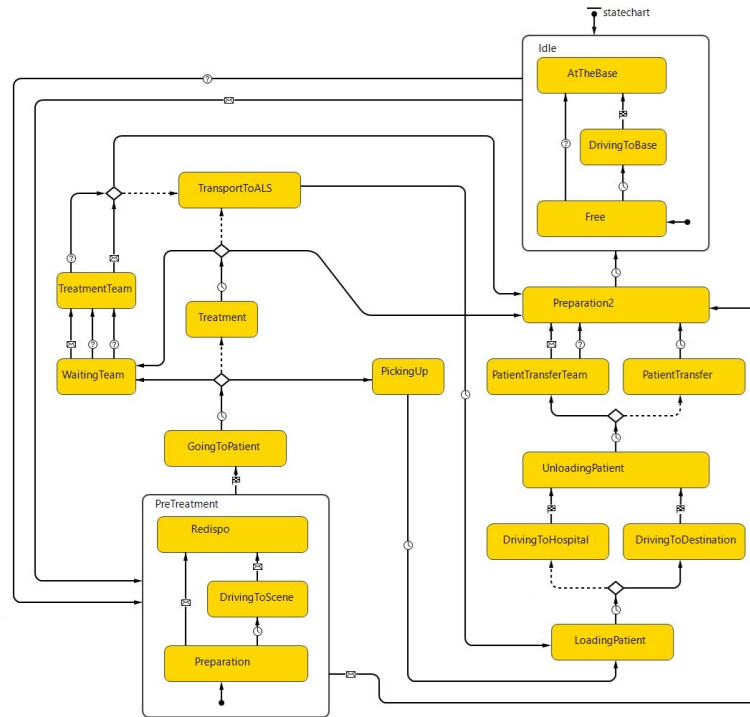 statechart
Idle
AtTheBase
DrivingToBase
TransportToALS
Free
TreatmentTeam
Preparation2
Treatment
WaitingTeam
PickingUp
PatientTransferTeam
PatientTransfer
GoingToPatient
UnloadingPatient
PreTreatment
Redispo
DrivingToHospital
DrivingToDestination
DrivingToScene
LoadingPatient
Preparation